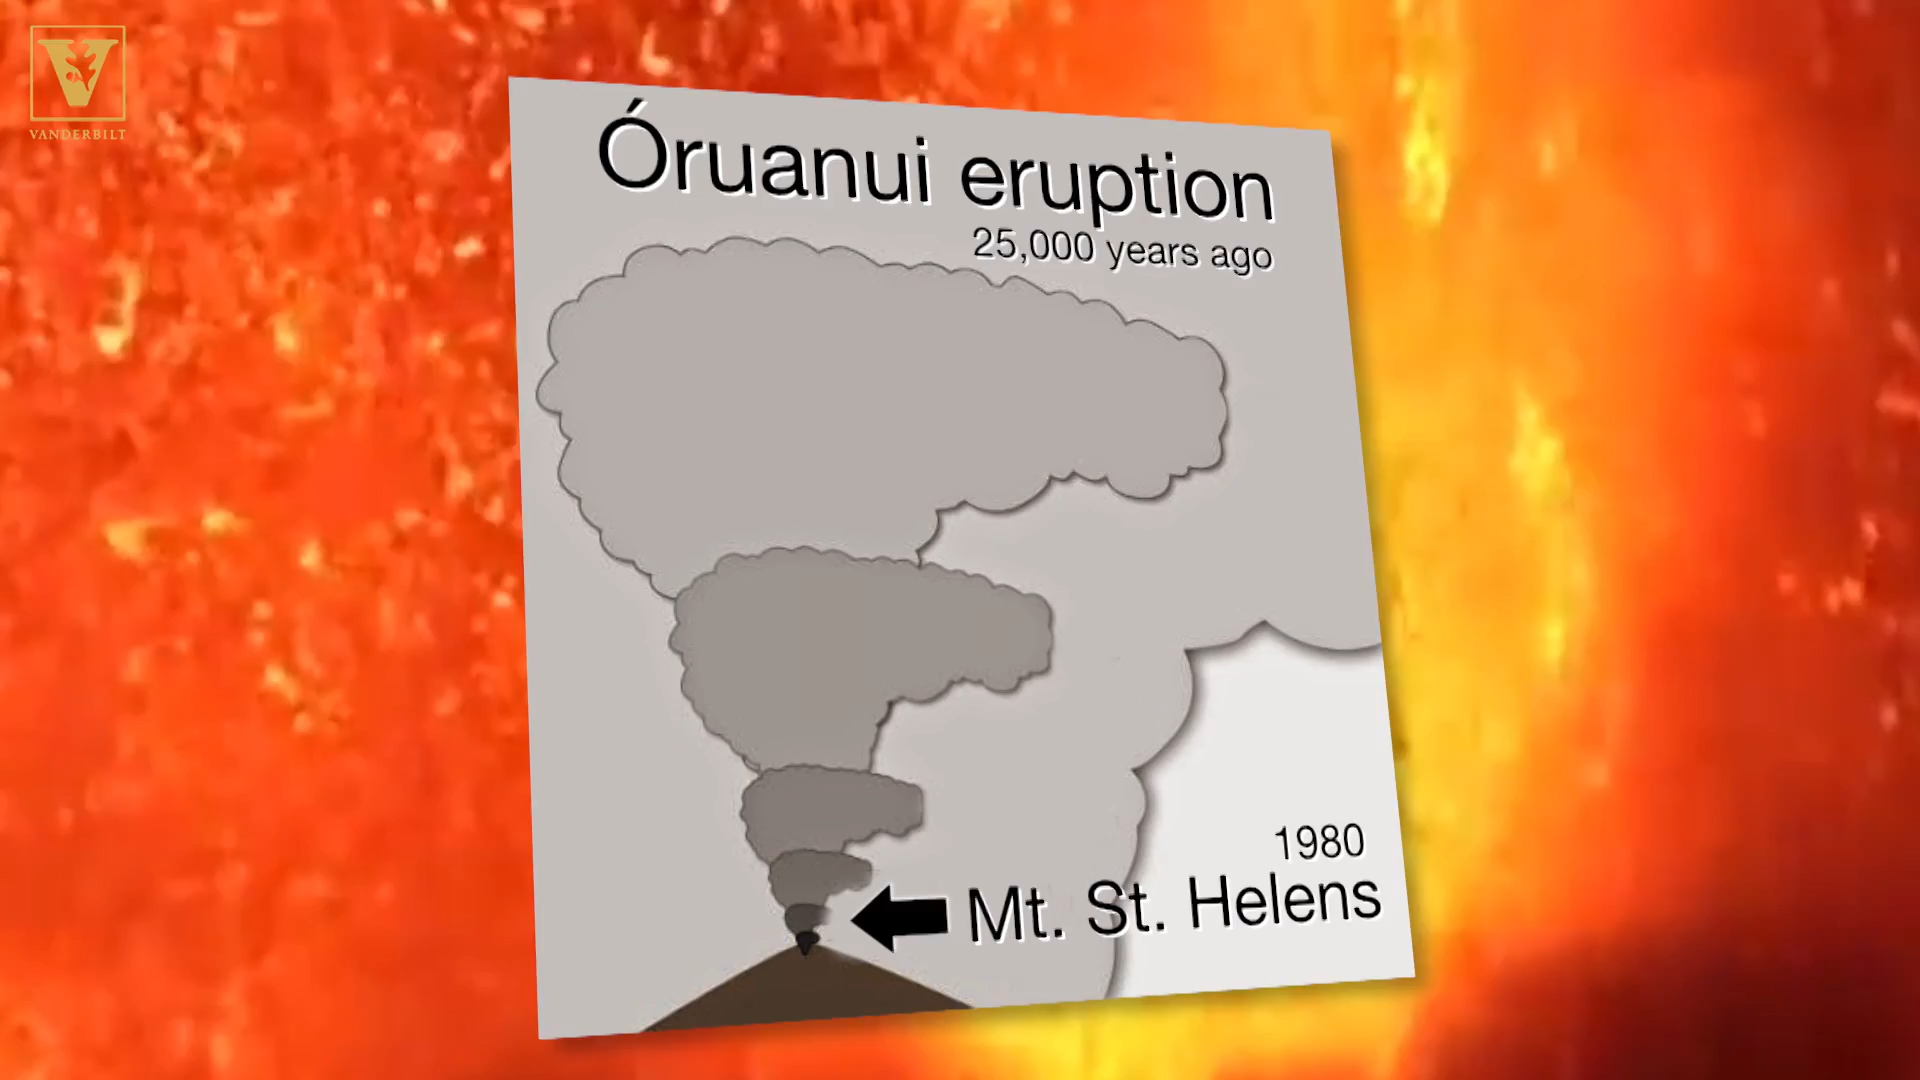 VANDERBILT
Óruanui eruption
25,000 years ago
1980
Mt. St. Helens